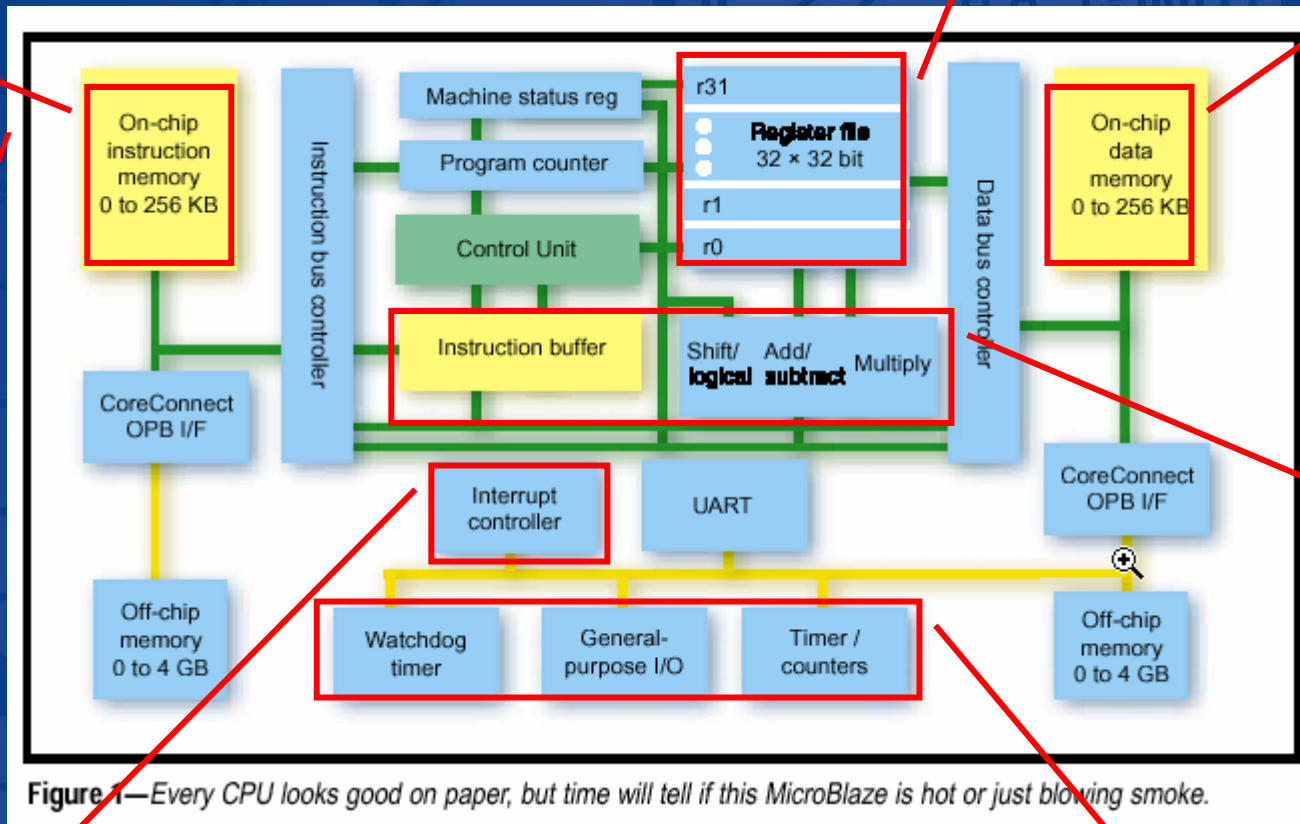 On-chip
instruction
memory
0 to 256 KB
Instruction bus controller
Machine status reg
Program counter
Control Unit
Instruction buffer
r31
Register file
32 × 32 bit
r1
r0
Shift/
logical
Add/
subtract
Multiply
Data bus controller
On-chip
data
memory
0 to 256 KB
CoreConnect
OPB I/F
Interrupt
controller
UART
CoreConnect
OPB I/F
Off-chip
memory
0 to 4 GB
Watchdog
timer
General-
purpose I/O
Timer /
counters
Off-chip
memory
0 to 4 GB
Figure 1—Every CPU looks good on paper, but time will tell if this MicroBlaze is hot or just blowing smoke.